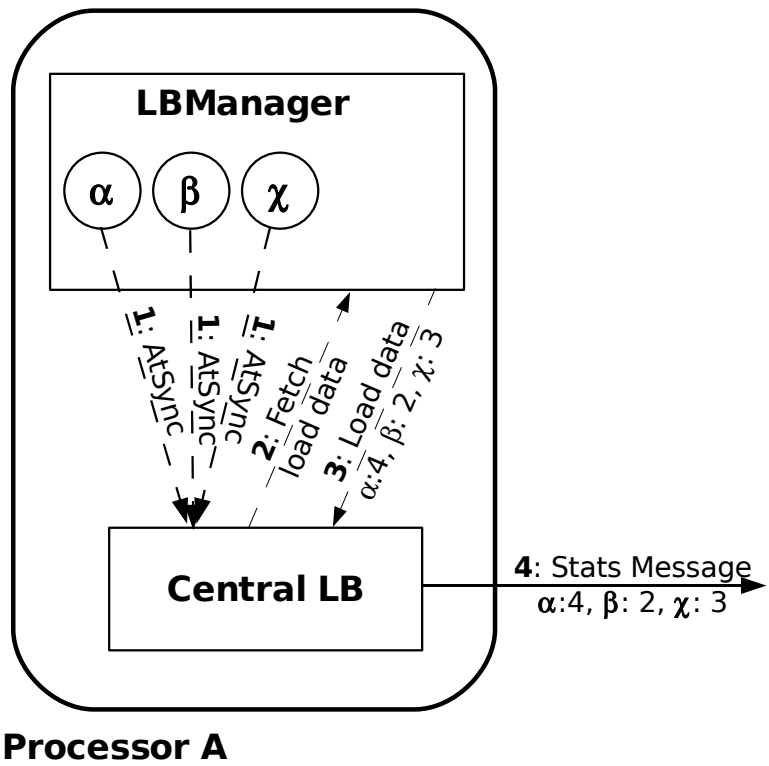 LBManager
α β χ
1: AtSync
1: AtSync
1: AtSync
2: Fetch
load data
3: Load data
α:4, β: 2, χ: 3
Central LB
4: Stats Message
α:4, β: 2, χ: 3
Processor A